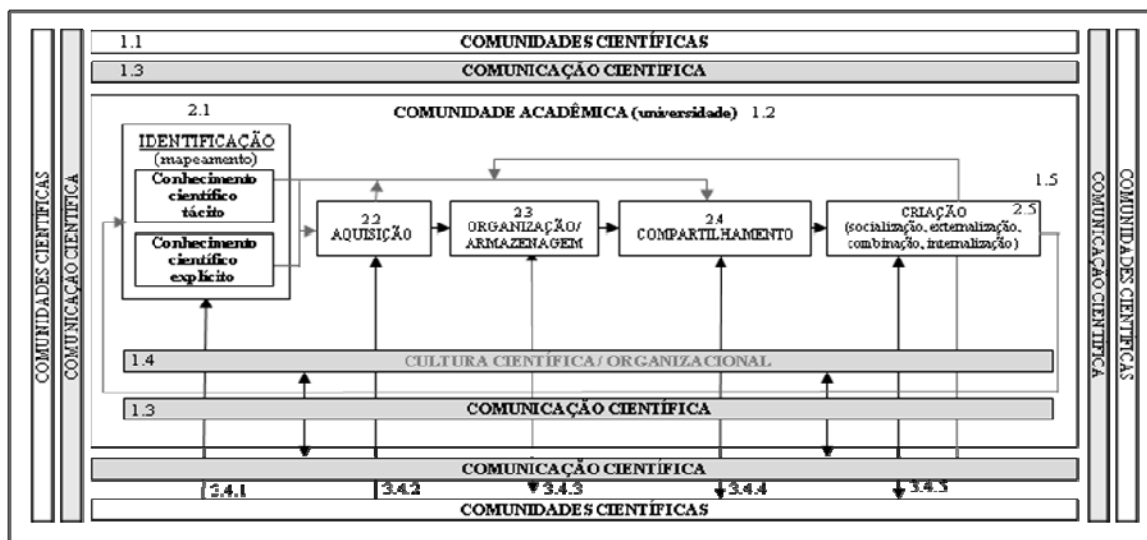 1.1 COMUNIDADES CIENTÍFICAS
1.3 COMUNICAÇÃO CIENTÍFICA
COMUNIDADES CIENTÍFICAS
COMUNICAÇÃO CIENTÍFICA
COMUNIDADE ACADÊMICA (universidade) 1.2
2.1
IDENTIFICAÇÃO
(mapeamento)
Conhecimento
científico
tácito
Conhecimento
científico
explícito
2.2
AQUISIÇÃO
2.3
ORGANIZAÇÃO/
ARMAZENAGEM
2.4
COMPARTILHAMENTO
1.5
2.5
CRIAÇÃO
(socialização, externalização,
combinação, internalização)
1.4 CULTURA CIENTÍFICA / ORGANIZACIONAL
1.3 COMUNICAÇÃO CIENTÍFICA
COMUNICAÇÃO CIENTÍFICA
3.4.1 3.4.2 3.4.3 3.4.4 3.4.5
COMUNIDADES CIENTÍFICAS
COMUNICAÇÃO CIENTÍFICA
COMUNIDADES CIENTÍFICAS